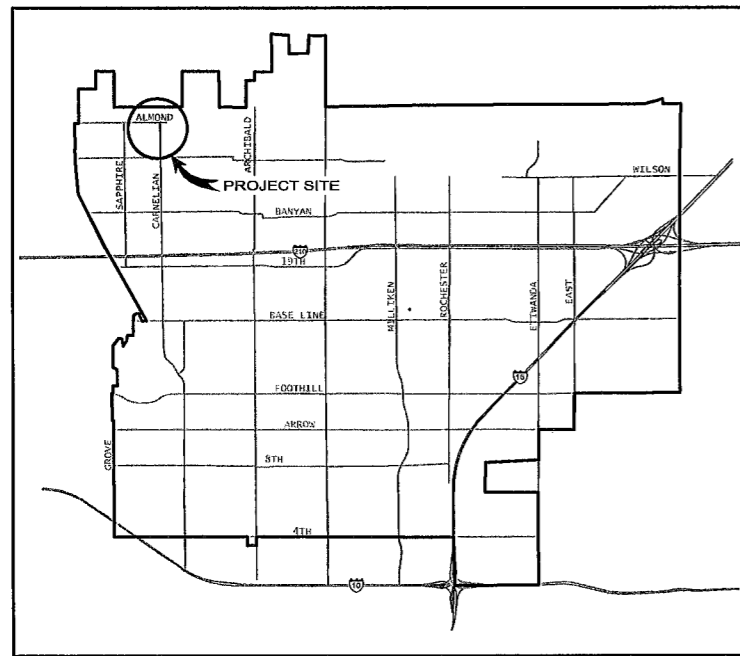 ALMOND
SAPPHIRE
CARNELIAN
ARCHIBALD
PROJECT SITE
WILSON
BANYAN
210
19TH
MILLIKEN
ROCHESTER
ETIWANDA
EAST
BASE LINE
15
FOOTHILL
ARROW
GROVE
8TH
4TH
10